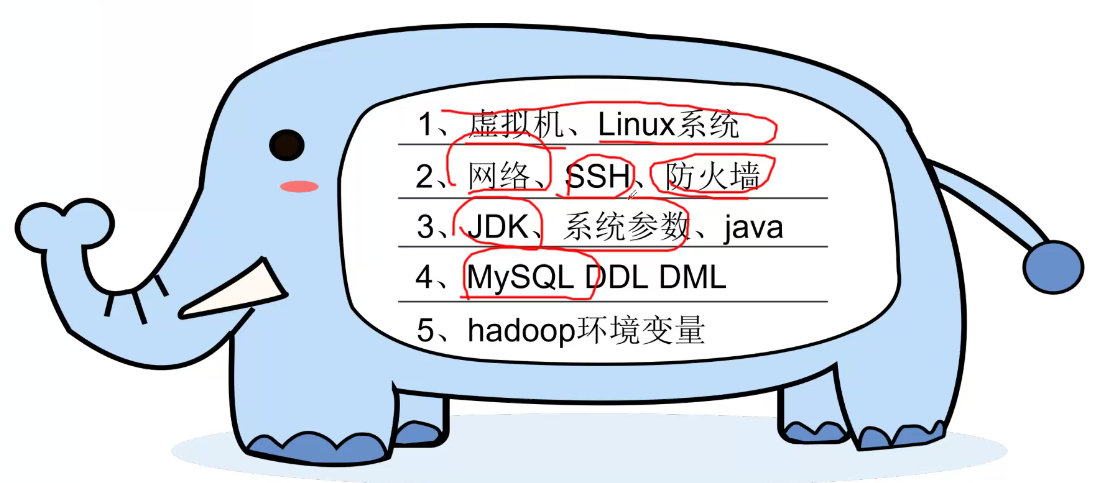 1、虚拟机、Linux系统
2、网络、SSH、防火墙
3、JDK、系统参数、java
4、MySQL DDL DML
5、hadoop环境变量